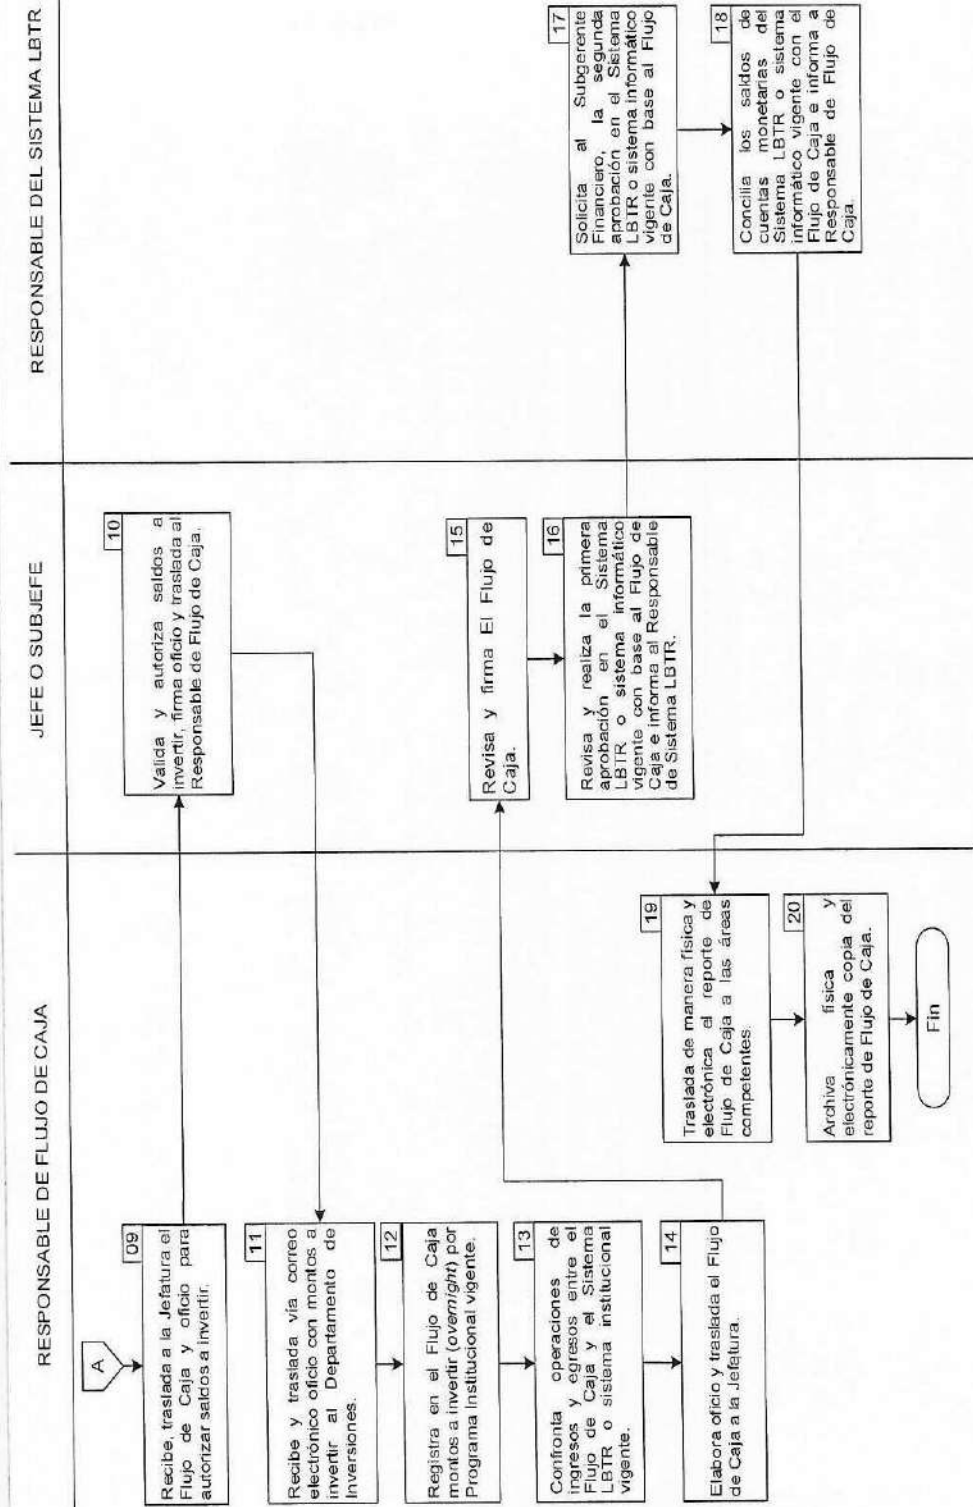 RESPONSABLE DE FLUJO DE CAJA
JEFE O SUBJEFE
RESPONSABLE DEL SISTEMA LBTR
A
09
Recibe, traslada a la Jefatura el
Flujo de Caja y oficio para
autorizar saldos a invertir.
10
Valida y autoriza saldos a
invertir, firma oficio y traslada al
Responsable de Flujo de Caja.
11
Recibe y traslada vía correo
electrónico oficio con montos a
invertir al Departamento de
Inversiones.
12
Registra en el Flujo de Caja
montos a invertir (overnight) por
Programa Institucional vigente.
13
Confronta operaciones de
ingresos y egresos entre el
Flujo de Caja y el Sistema
LBTR o sistema institucional
vigente.
14
Elabora oficio y traslada el Flujo
de Caja a la Jefatura.
15
Revisa y firma El Flujo de
Caja.
16
Revisa y realiza la primera
aprobación en el Sistema
LBTR o sistema informático
vigente con base al Flujo de
Caja e informa al Responsable
de Sistema LBTR.
17
Solicita al Subgerente
Financiero, la segunda
aprobación en el Sistema
LBTR o sistema informático
vigente con base al Flujo
de Caja.
18
Concilia los saldos de
cuentas monetarias del
Sistema LBTR o sistema
informático vigente con el
Flujo de Caja e informa a
Responsable de Flujo de
Caja.
19
Traslada de manera física y
electrónica el reporte de
Flujo de Caja a las áreas
competentes.
20
Archiva física y
electrónicamente copia del
reporte de Flujo de Caja.
Fin